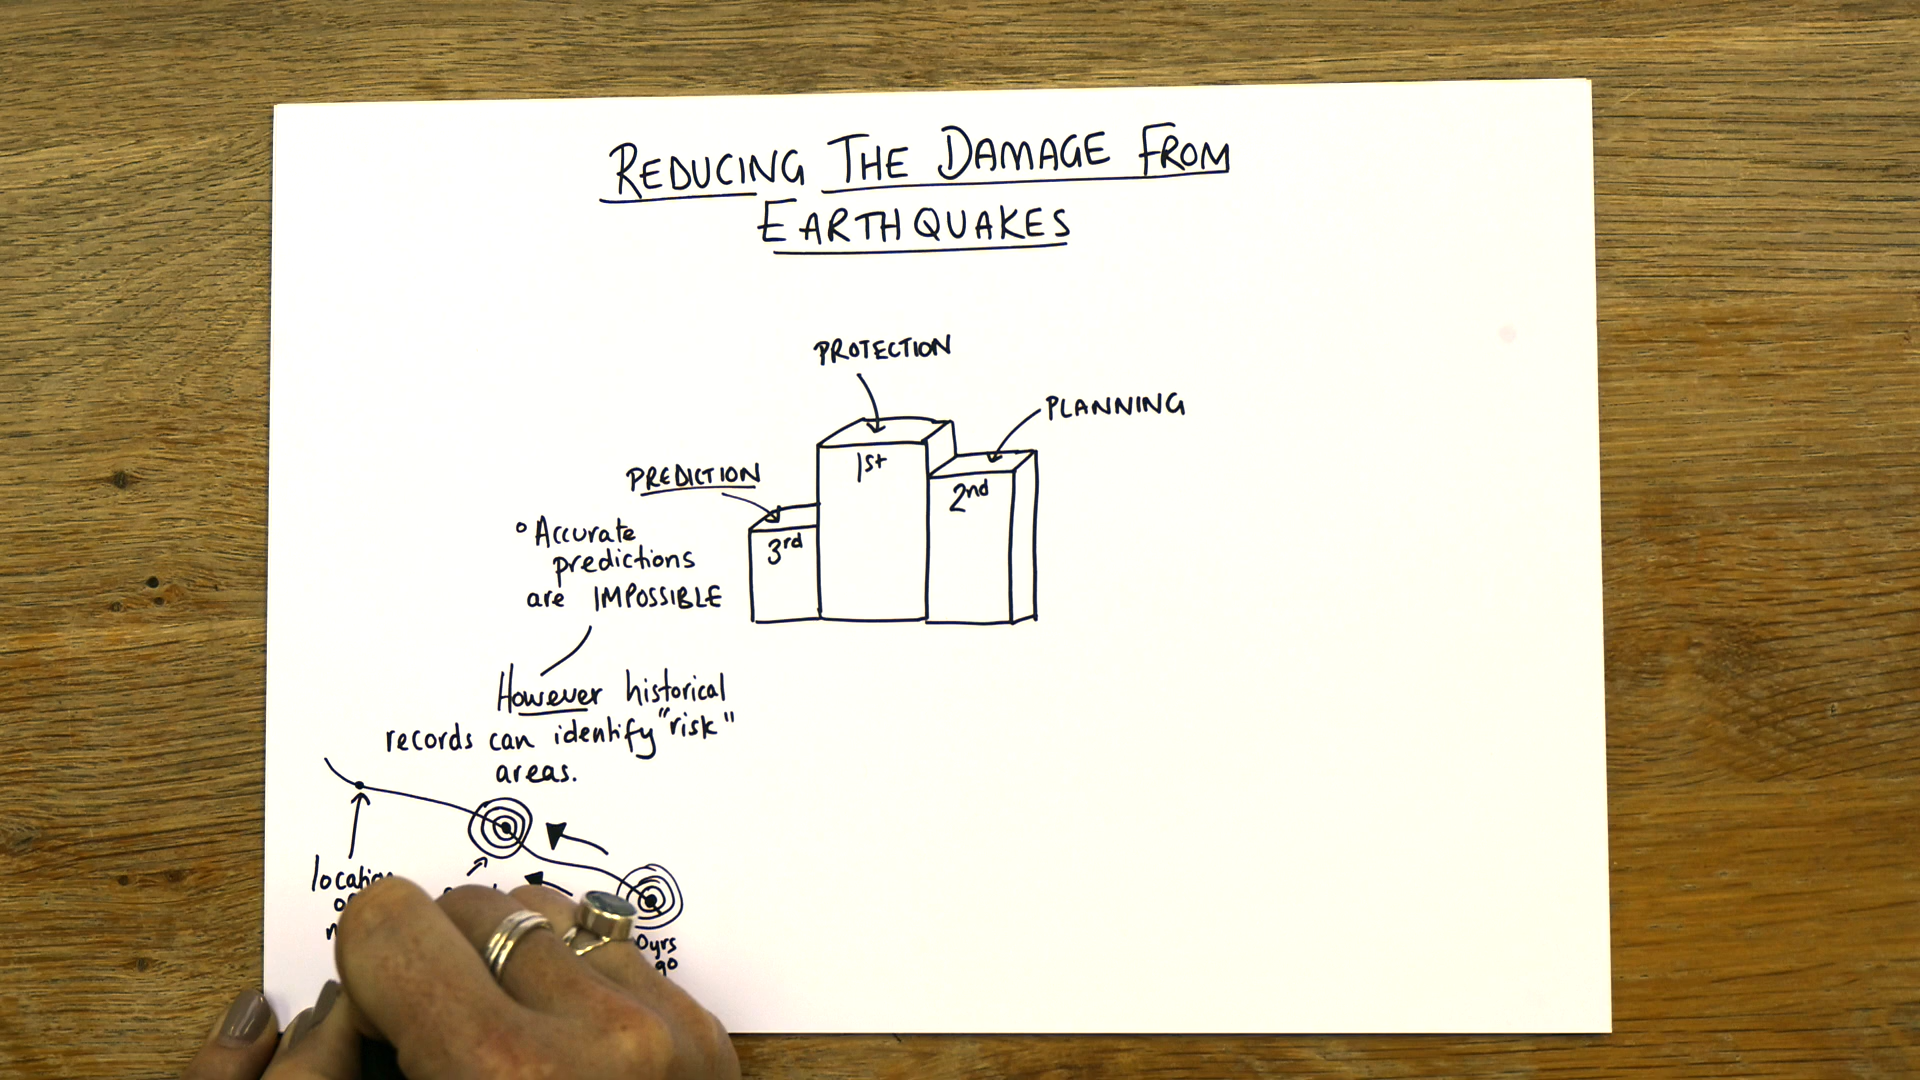 REDUCING THE DAMAGE FROM
EARTHQUAKES
PROTECTION
PLANNING
1st
PREDICTION
2nd
3rd
° Accurate
predictions
are IMPOSSIBLE
However historical
records can identify "risk"
areas.
location